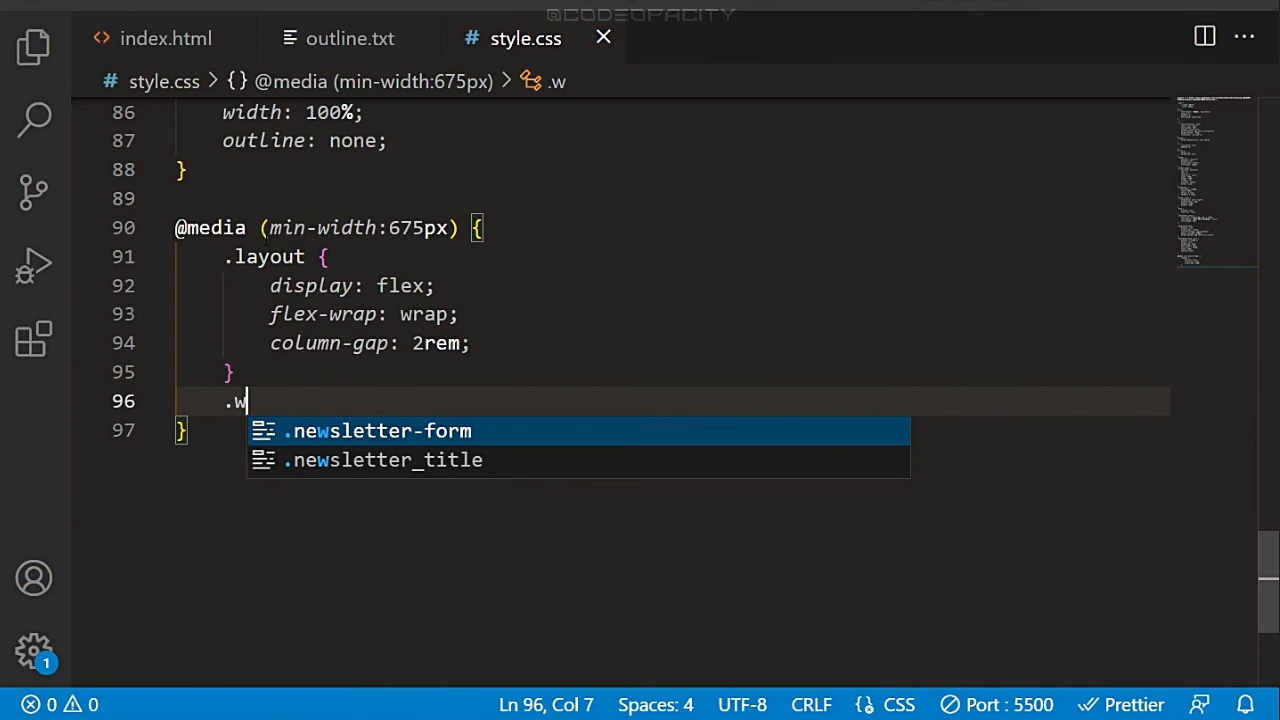 @CODEOPACITY
index.html outline.txt # style.css
# style.css > {} @media (min-width:675px) > .w
86 width: 100%;
87 outline: none;
88 }
89
90 @media (min-width:675px) {
91 .layout {
92 display: flex;
93 flex-wrap: wrap;
94 column-gap: 2rem;
95 }
96 .w
.newsletter-form
97 }
.newsletter_title
1
0 0 Ln 96, Col 7 Spaces: 4 UTF-8 CRLF {} CSS Port : 5500 Prettier